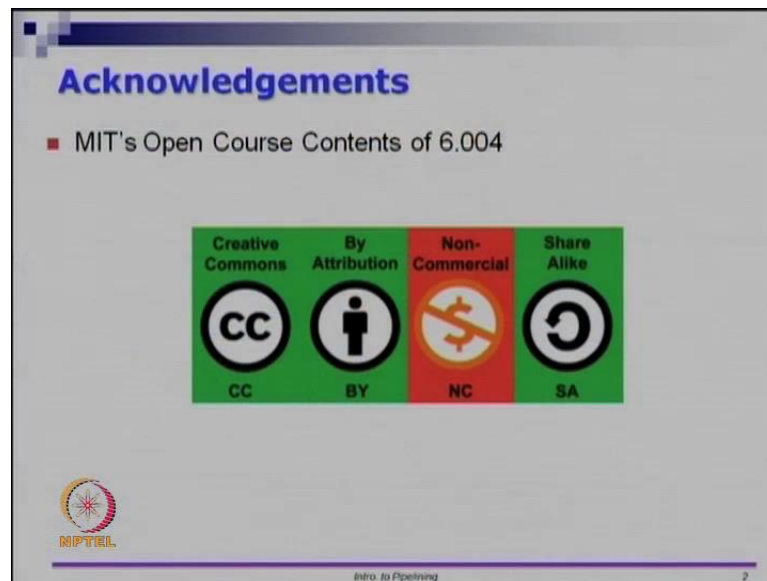 Acknowledgements
MIT's Open Course Contents of 6.004
Creative Commons
By Attribution
Non-Commercial
Share Alike
CC
BY
NC
SA
NPTEL
Intro. to Pipelining
2